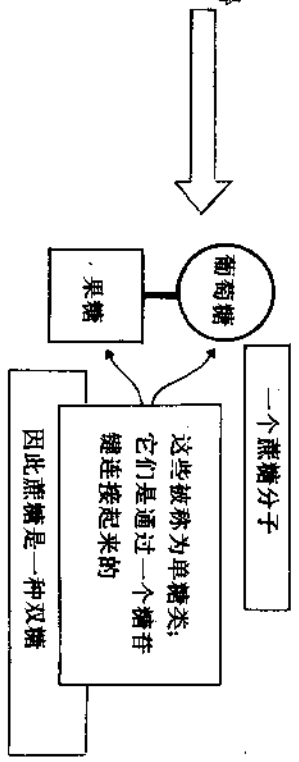 一个蔗糖分子
葡萄糖
果糖
这些被称为单糖类;
它们是通过一个糖苷
键连接起来的
因此蔗糖是一种双糖